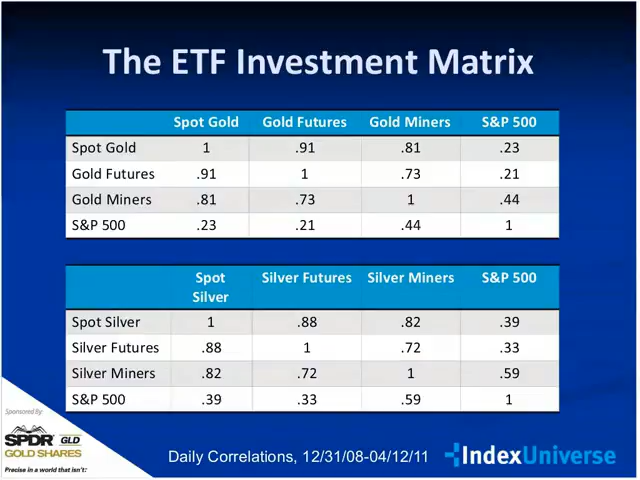 The ETF Investment Matrix
Spot Gold Gold Futures Gold Miners S&P 500
Spot Gold 1 .91 .81 .23
Gold Futures .91 1 .73 .21
Gold Miners .81 .73 1 .44
S&P 500 .23 .21 .44 1
Spot Silver Silver Futures Silver Miners S&P 500
Spot Silver 1 .88 .82 .39
Silver Futures .88 1 .72 .33
Silver Miners .82 .72 1 .59
S&P 500 .39 .33 .59 1
Sponsored By:
SPDR GLD
GOLD SHARES
Precise in a world that isn't.
Daily Correlations, 12/31/08-04/12/11
IndexUniverse